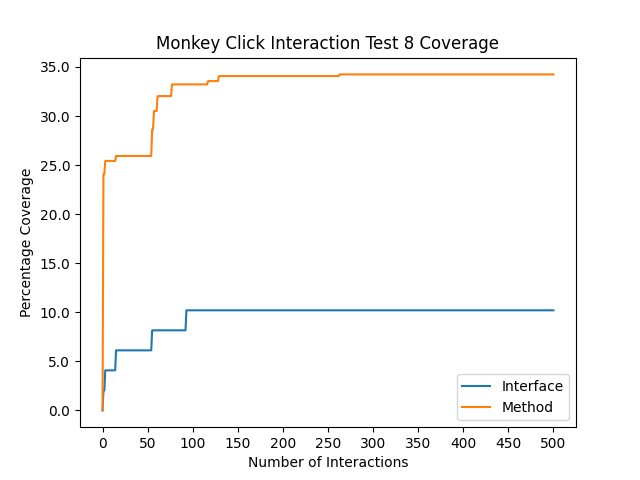 Monkey Click Interaction Test 8 Coverage
Percentage Coverage
35.0
30.0
25.0
20.0
15.0
10.0
5.0
0.0
Interface
Method
0 50 100 150 200 250 300 350 400 450 500
Number of Interactions